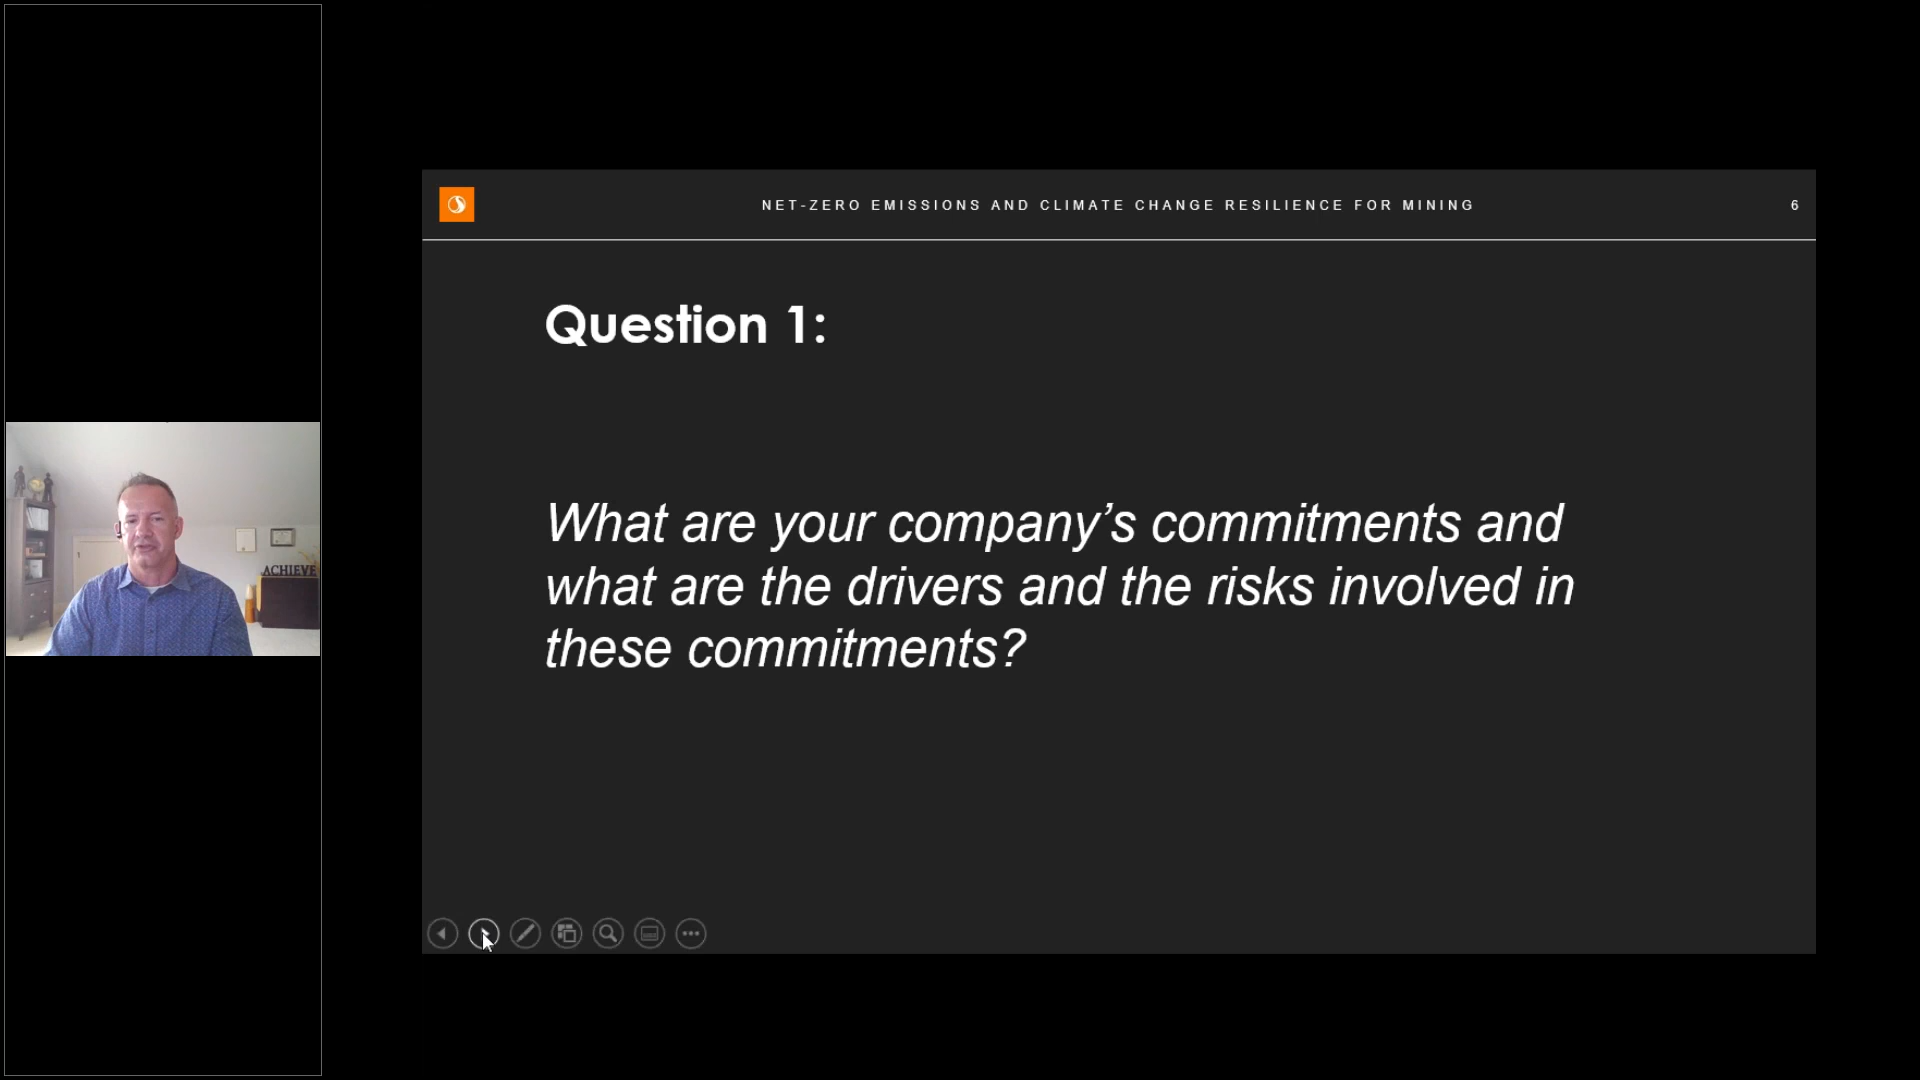 NET-ZERO EMISSIONS AND CLIMATE CHANGE RESILIENCE FOR MINING
6
Question 1:
What are your company’s commitments and
what are the drivers and the risks involved in
these commitments?
ACHIEVE